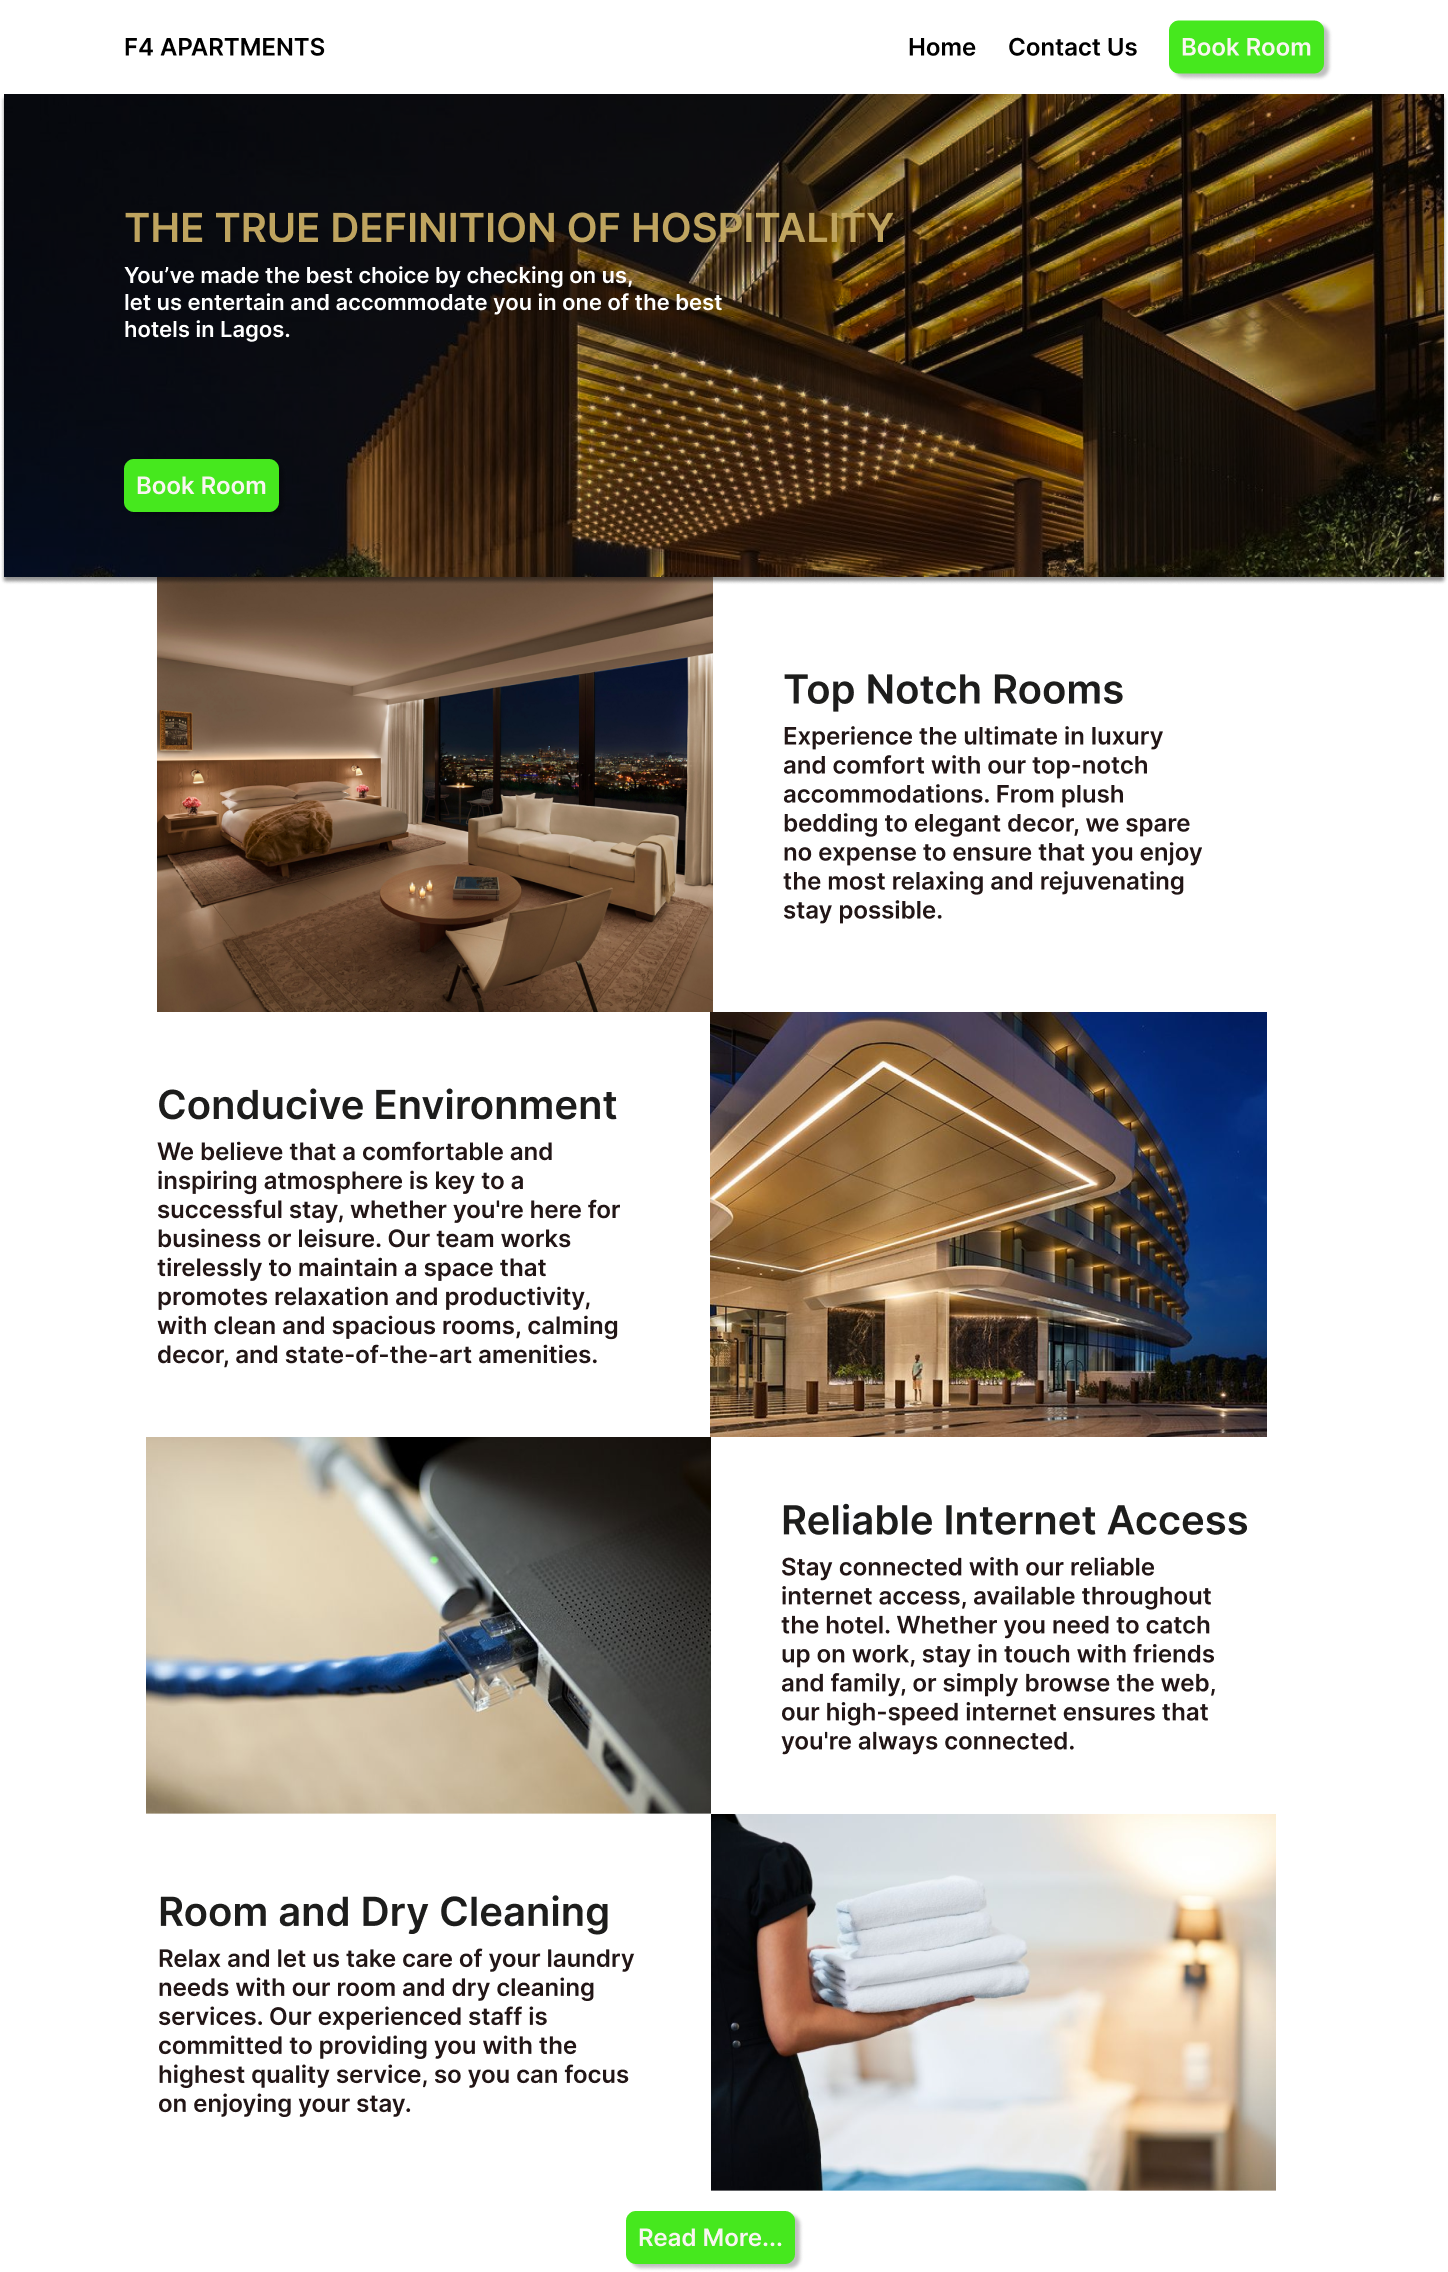 F4 APARTMENTS
Home
Contact Us
Book Room
THE TRUE DEFINITION OF HOSPITALITY
You’ve made the best choice by checking on us,
let us entertain and accommodate you in one of the best
hotels in Lagos.
Book Room
Top Notch Rooms
Experience the ultimate in luxury
and comfort with our top-notch
accommodations. From plush
bedding to elegant decor, we spare
no expense to ensure that you enjoy
the most relaxing and rejuvenating
stay possible.
Conducive Environment
We believe that a comfortable and
inspiring atmosphere is key to a
successful stay, whether you're here for
business or leisure. Our team works
tirelessly to maintain a space that
promotes relaxation and productivity,
with clean and spacious rooms, calming
decor, and state-of-the-art amenities.
Reliable Internet Access
Stay connected with our reliable
internet access, available throughout
the hotel. Whether you need to catch
up on work, stay in touch with friends
and family, or simply browse the web,
our high-speed internet ensures that
you're always connected.
Room and Dry Cleaning
Relax and let us take care of your laundry
needs with our room and dry cleaning
services. Our experienced staff is
committed to providing you with the
highest quality service, so you can focus
on enjoying your stay.
Read More...